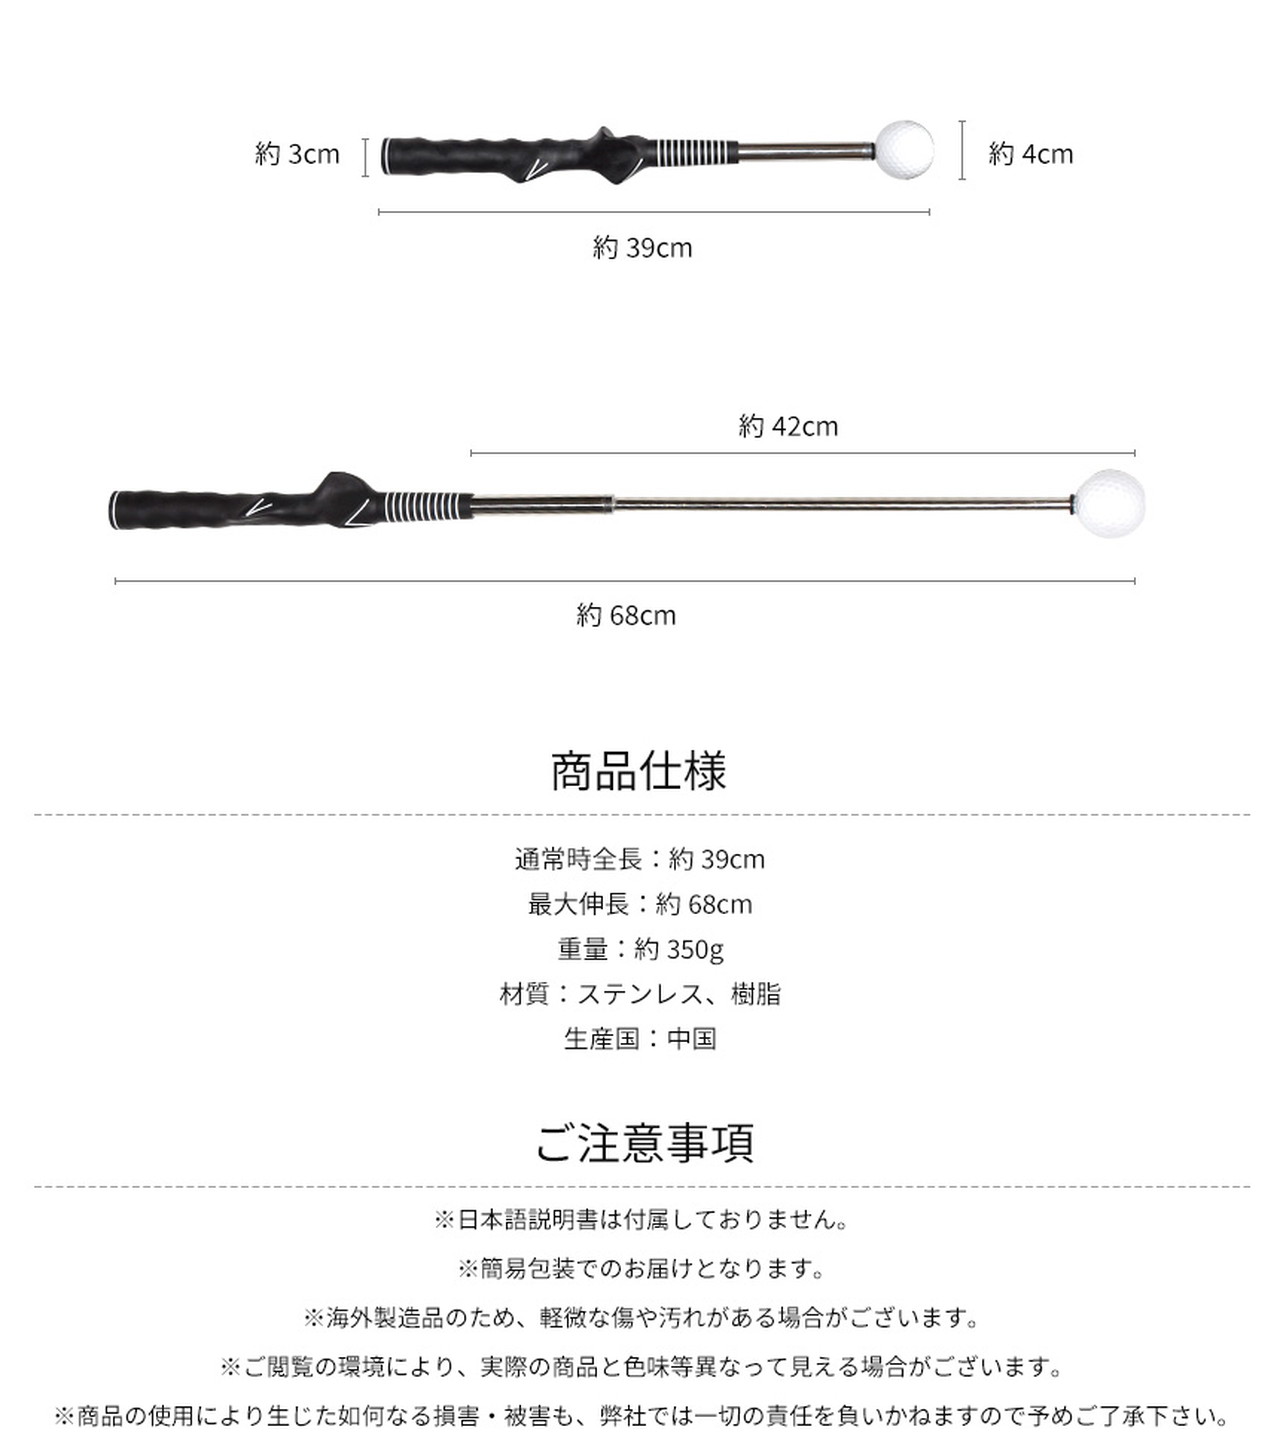 約 3cm
約 4cm
約 39cm
約 42cm
約 68cm
商品仕様
通常時全長：約 39cm
最大伸長：約 68cm
重量：約 350g
材質：ステンレス、樹脂
生産国：中国
ご注意事項
※日本語説明書は付属しておりません。
※簡易包装でのお届けとなります。
※海外製造品のため、軽微な傷や汚れがある場合がございます。
※ご閲覧の環境により、実際の商品と色味等異なって見える場合がございます。
※商品の使用により生じた如何なる損害・被害も、弊社では一切の責任を負いかねますので予めご了承下さい。